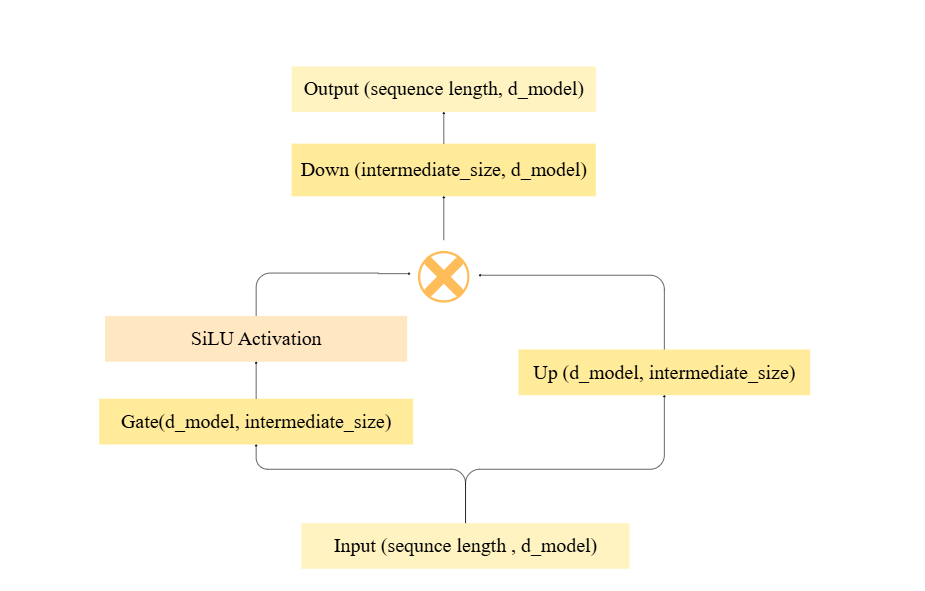 Output (sequence length, d_model)
Down (intermediate_size, d_model)
SiLU Activation
Up (d_model, intermediate_size)
Gate(d_model, intermediate_size)
Input (sequnce length , d_model)